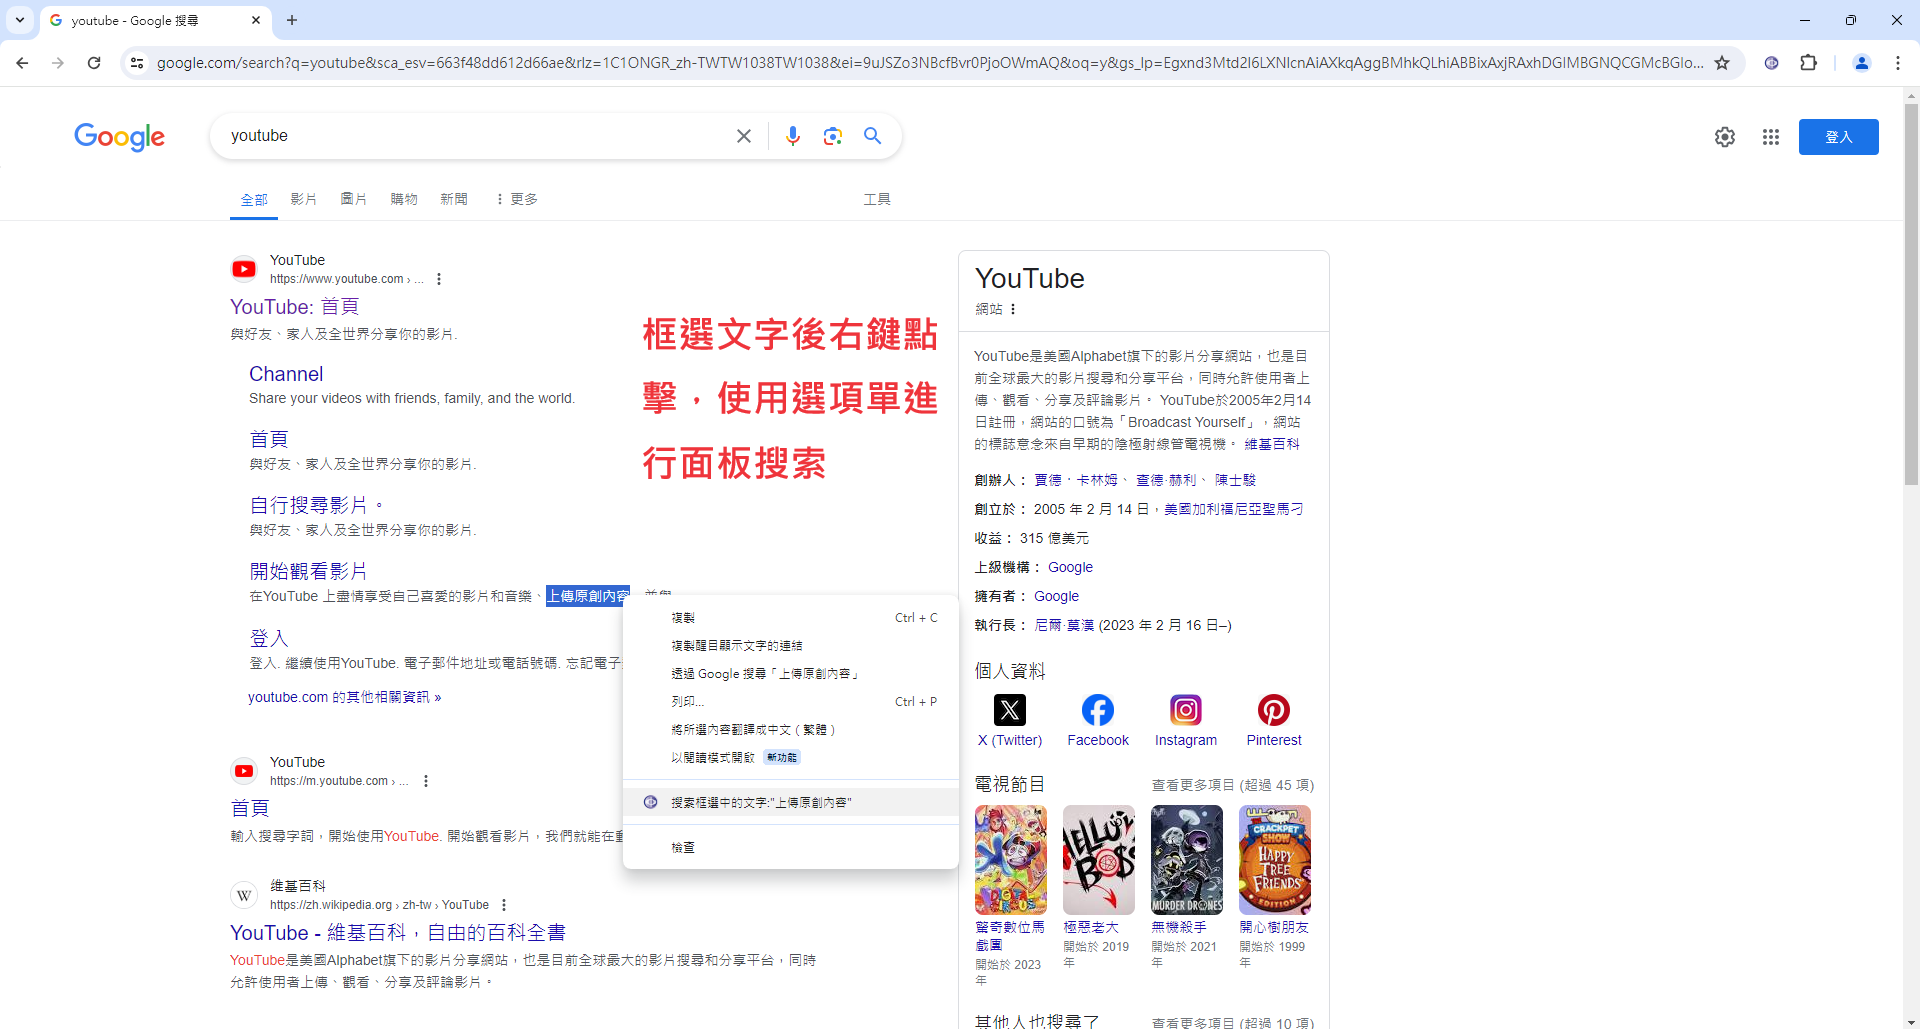 youtube - Google 搜尋
google.com/search?q=youtube&sca_esv=663f48dd612d66ae&rlz=1C1ONGR_zh-TWTW1038TW1038&ei=9uJSZo3NBcfBvr0PjoOWmAQ&oq=y&gs_lp=Egxnd3Mtd2l6LXNlcnAiAXkqAggBMhkQLhiABBixAxjRAxhDGIMBGNQCGMcBGIo...
Google
youtube
登入
全部 影片 圖片 購物 新聞 更多 工具
YouTube
https://www.youtube.com › ...
YouTube: 首頁
與好友、家人及全世界分享你的影片.
Channel
Share your videos with friends, family, and the world.
首頁
與好友、家人及全世界分享你的影片.
自行搜尋影片。
與好友、家人及全世界分享你的影片.
開始觀看影片
在YouTube 上盡情享受自己喜愛的影片和音樂、上傳原創內容
登入
登入. 繼續使用YouTube. 電子郵件地址或電話號碼. 忘記電子
youtube.com 的其他相關資訊 »
框選文字後右鍵點
擊，使用選項單進
行面板搜索
複製 Ctrl + C
複製醒目顯示文字的連結
透過 Google 搜尋「上傳原創內容」
列印... Ctrl + P
將所選內容翻譯成中文 ( 繁體 )
以閱讀模式開啟 新功能
搜索框選中的文字:"上傳原創內容"
檢查
YouTube
https://m.youtube.com › ...
首頁
輸入搜尋字詞，開始使用YouTube. 開始觀看影片，我們就能在
W
維基百科
https://zh.wikipedia.org › zh-tw › YouTube
YouTube - 維基百科，自由的百科全書
YouTube是美國Alphabet旗下的影片分享網站，也是目前全球最大的影片搜尋和分享平台，同時
允許使用者上傳、觀看、分享及評論影片。
YouTube
網站
YouTube是美國Alphabet旗下的影片分享網站，也是目
前全球最大的影片搜尋和分享平台，同時允許使用者上
傳、觀看、分享及評論影片。 YouTube於2005年2月14
日註冊，網站的口號為「Broadcast Yourself」，網站
的標誌意念來自早期的陰極射線管電視機。 維基百科
創辦人： 賈德・卡林姆、 查德·赫利、 陳士駿
創立於： 2005 年 2 月 14 日，美國加利福尼亞聖馬刁
收益： 315 億美元
上級機構： Google
擁有者： Google
執行長： 尼爾·莫漢 (2023 年 2 月 16 日–)
個人資料
X (Twitter) Facebook Instagram Pinterest
電視節目 查看更多項目 (超過 45 項)
HELLUVA BOSS
MURDER DRONES
CRACKPET SHOW HAPPY TREE FRIENDS EDITION
驚奇數位馬戲團 開始於 2023 年
極惡老大 開始於 2019 年
無機殺手 開始於 2021 年
開心樹朋友 開始於 1999 年
其他人也搜尋了 查看更多項目 (超過 10 項)